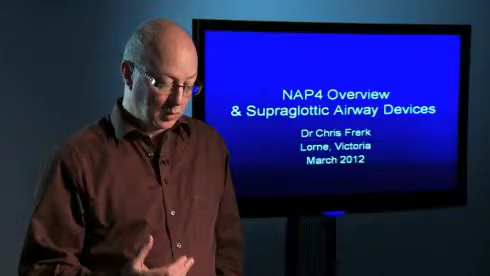 NAP4 Overview
& Supraglottic Airway Devices
Dr Chris Frerk
Lorne, Victoria
March 2012